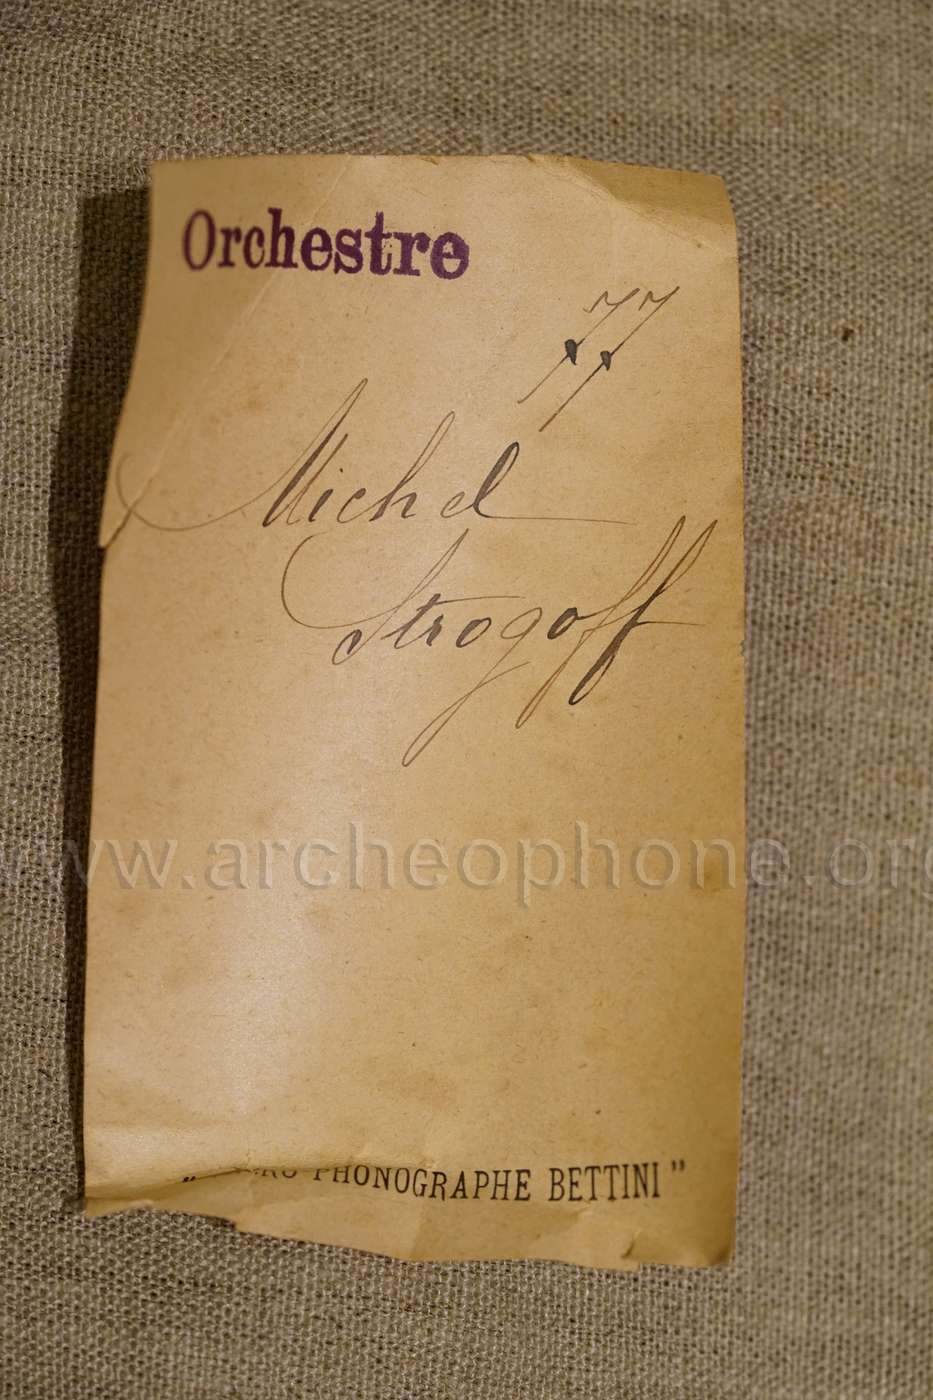 Orchestre
77
Michel
Strogoff
www.archeophone.org
PHONOGRAPHE BETTINI"